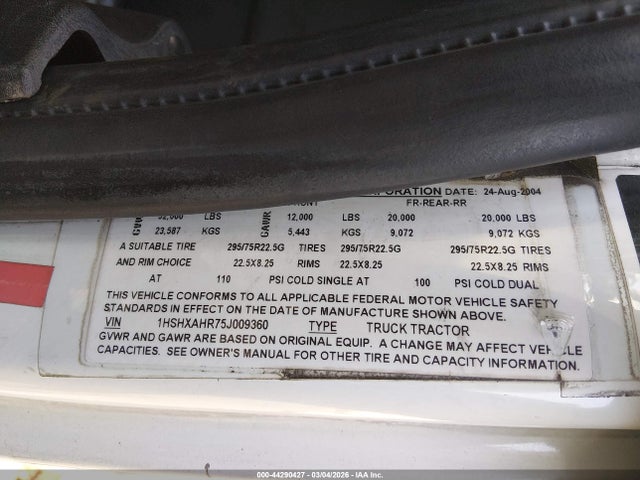 CORPORATION DATE: 24-Aug-2004
FR-REAR-RR
52,000 LBS GAWR 12,000 LBS 20,000 20,000 LBS
23,587 KGS 5,443 KGS 9,072 9,072 KGS
A SUITABLE TIRE 295/75R22.5G TIRES 295/75R22.5G 295/75R22.5G TIRES
AND RIM CHOICE 22.5X8.25 RIMS 22.5X8.25 22.5X8.25 RIMS
AT 110 PSI COLD SINGLE AT 100 PSI COLD DUAL
THIS VEHICLE CONFORMS TO ALL APPLICABLE FEDERAL MOTOR VEHICLE SAFETY
STANDARDS IN EFFECT ON THE DATE OF MANUFACTURE SHOWN ABOVE.
VIN 1HSHXAHR75J009360 TYPE TRUCK TRACTOR
GVWR AND GAWR ARE BASED ON ORIGINAL EQUIP. A CHANGE MAY AFFECT VEHICLE
CAPACITIES. SEE OWNER'S MANUAL FOR OTHER TIRE AND CAPACITY INFORMATION.
000-44290427 - 03/04/2026 - IAA Inc.